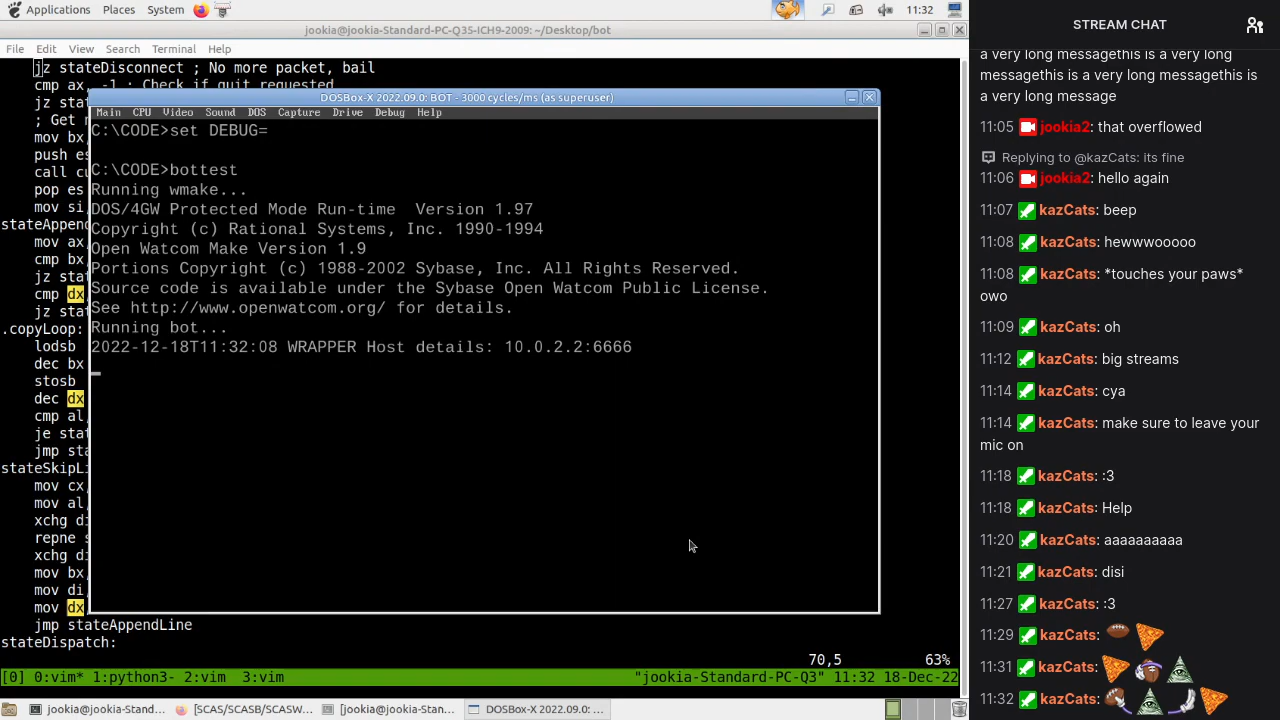 Applications Places System 11:32
jookia@jookia-Standard-PC-Q35-ICH9-2009: ~/Desktop/bot
File Edit View Search Terminal Help
jz stateDisconnect ; No more packet, bail
cmp ax, -1 ; Check if quit requested
jz sta
; Get r
mov bx
push es
call cu
pop es
mov si
stateAppend
mov ax
cmp bx
jz sta
cmp dx
jz sta
.copyLoop:
lodsb
dec bx
stosb
dec dx
cmp al,
je stat
jmp sta
stateSkipLi
mov cx,
mov al,
xchg di
repne s
xchg di
mov bx,
mov di,
mov dx
jmp stateAppendLine
stateDispatch:
70,5 63%
[0] 0:vim* 1:python3- 2:vim 3:vim "jookia-Standard-PC-Q3" 11:32 18-Dec-22
DOSBox-X 2022.09.0: BOT - 3000 cycles/ms (as superuser)
Main CPU Video Sound DOS Capture Drive Debug Help
C:\CODE>set DEBUG=
C:\CODE>bottest
Running wmake...
DOS/4GW Protected Mode Run-time Version 1.97
Copyright (c) Rational Systems, Inc. 1990-1994
Open Watcom Make Version 1.9
Portions Copyright (c) 1988-2002 Sybase, Inc. All Rights Reserved.
Source code is available under the Sybase Open Watcom Public License.
See http://www.openwatcom.org/ for details.
Running bot...
2022-12-18T11:32:08 WRAPPER Host details: 10.0.2.2:6666
jookia@jookia-Stand... [SCAS/SCASB/SCASW... [jookia@jookia-Stan... DOSBox-X 2022.09.0: ...
STREAM CHAT
a very long messagethis is a very long
messagethis is a very long messagethis is
a very long message
11:05 jookia2: that overflowed
Replying to @kazCats: its fine
11:06 jookia2: hello again
11:07 kazCats: beep
11:08 kazCats: hewwwooooo
11:08 kazCats: *touches your paws*
owo
11:09 kazCats: oh
11:12 kazCats: big streams
11:14 kazCats: cya
11:14 kazCats: make sure to leave your
mic on
11:18 kazCats: :3
11:18 kazCats: Help
11:20 kazCats: aaaaaaaaaa
11:21 kazCats: disi
11:27 kazCats: :3
11:29 kazCats:
11:31 kazCats:
11:32 kazCats: